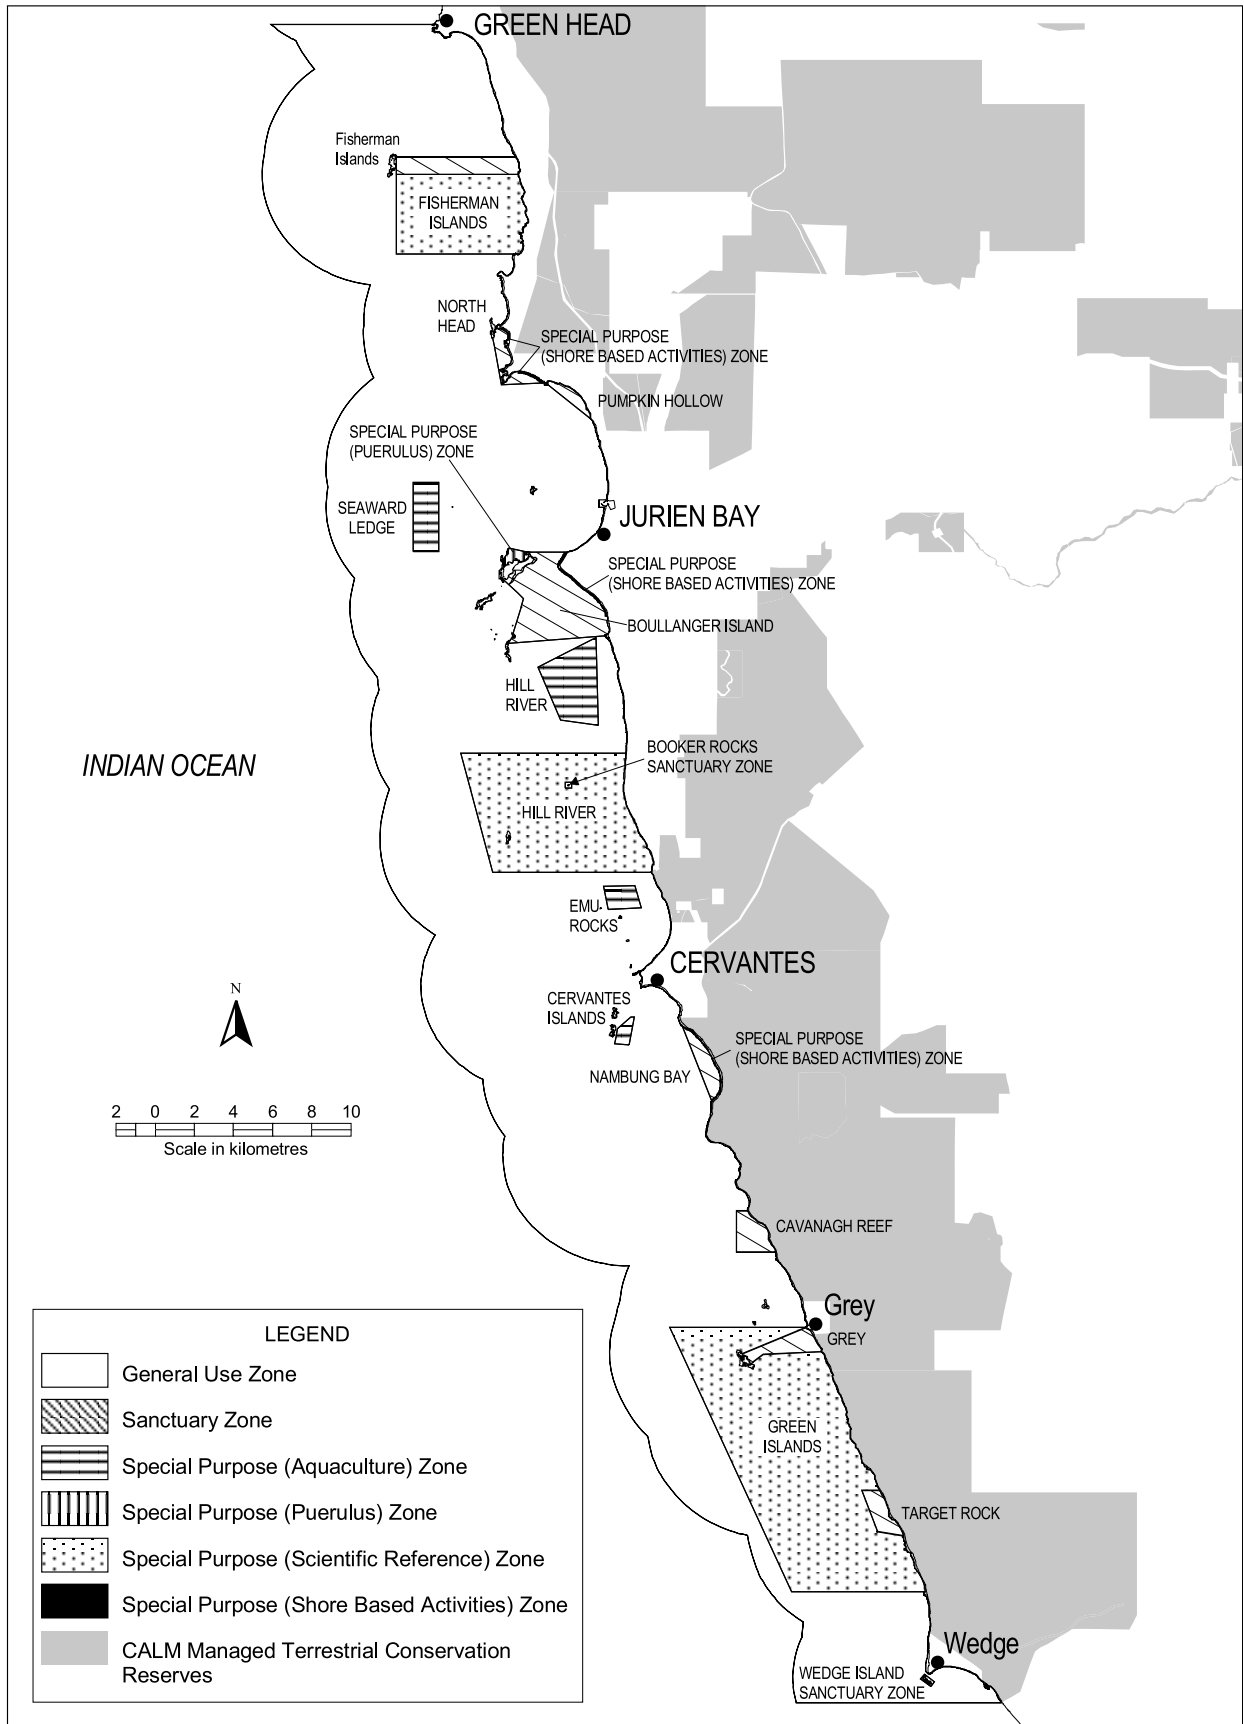 GREEN HEAD
Fisherman
Islands
FISHERMAN
ISLANDS
NORTH
HEAD
SPECIAL PURPOSE
(SHORE BASED ACTIVITIES) ZONE
PUMPKIN HOLLOW
SPECIAL PURPOSE
(PUERULUS) ZONE
SEAWARD
LEDGE
JURIEN BAY
SPECIAL PURPOSE
(SHORE BASED ACTIVITIES) ZONE
BOULLANGER ISLAND
HILL
RIVER
BOOKER ROCKS
SANCTUARY ZONE
INDIAN OCEAN
HILL RIVER
EMU
ROCKS
CERVANTES
CERVANTES
ISLANDS
N
SPECIAL PURPOSE
(SHORE BASED ACTIVITIES) ZONE
NAMBUNG BAY
2 0 2 4 6 8 10
Scale in kilometres
CAVANAGH REEF
Grey
GREY
GREEN
ISLANDS
TARGET ROCK
Wedge
WEDGE ISLAND
SANCTUARY ZONE
LEGEND
General Use Zone
Sanctuary Zone
Special Purpose (Aquaculture) Zone
Special Purpose (Puerulus) Zone
Special Purpose (Scientific Reference) Zone
Special Purpose (Shore Based Activities) Zone
CALM Managed Terrestrial Conservation
Reserves